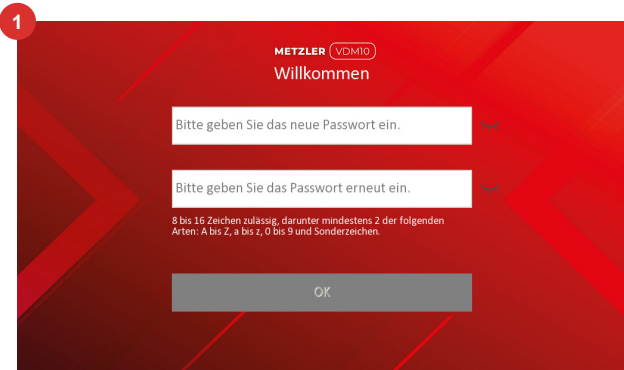 1
METZLER VDM10
Willkommen
Bitte geben Sie das neue Passwort ein.
Bitte geben Sie das Passwort erneut ein.
8 bis 16 Zeichen zulässig, darunter mindestens 2 der folgenden
Arten: A bis Z, a bis z, 0 bis 9 und Sonderzeichen.
OK